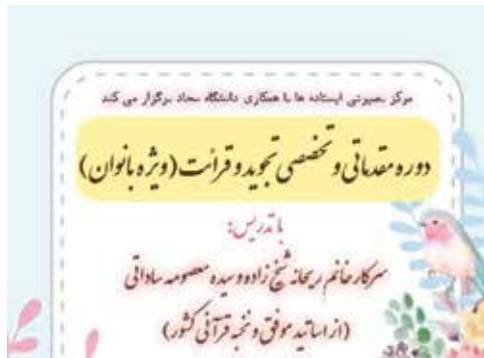 مرکز بصیرتی ایستاده ها با همکاری دانشگاه سجاد برگزار می کند
دوره مقدماتی و تخصصی تجوید و قرائت (ویژه بانوان)
با تدریس:
سرکار خانم ریحانه شیخ زاده و سیده معصومه ساداتی
(از اساتید موفق و نخبه قرآنی کشور)